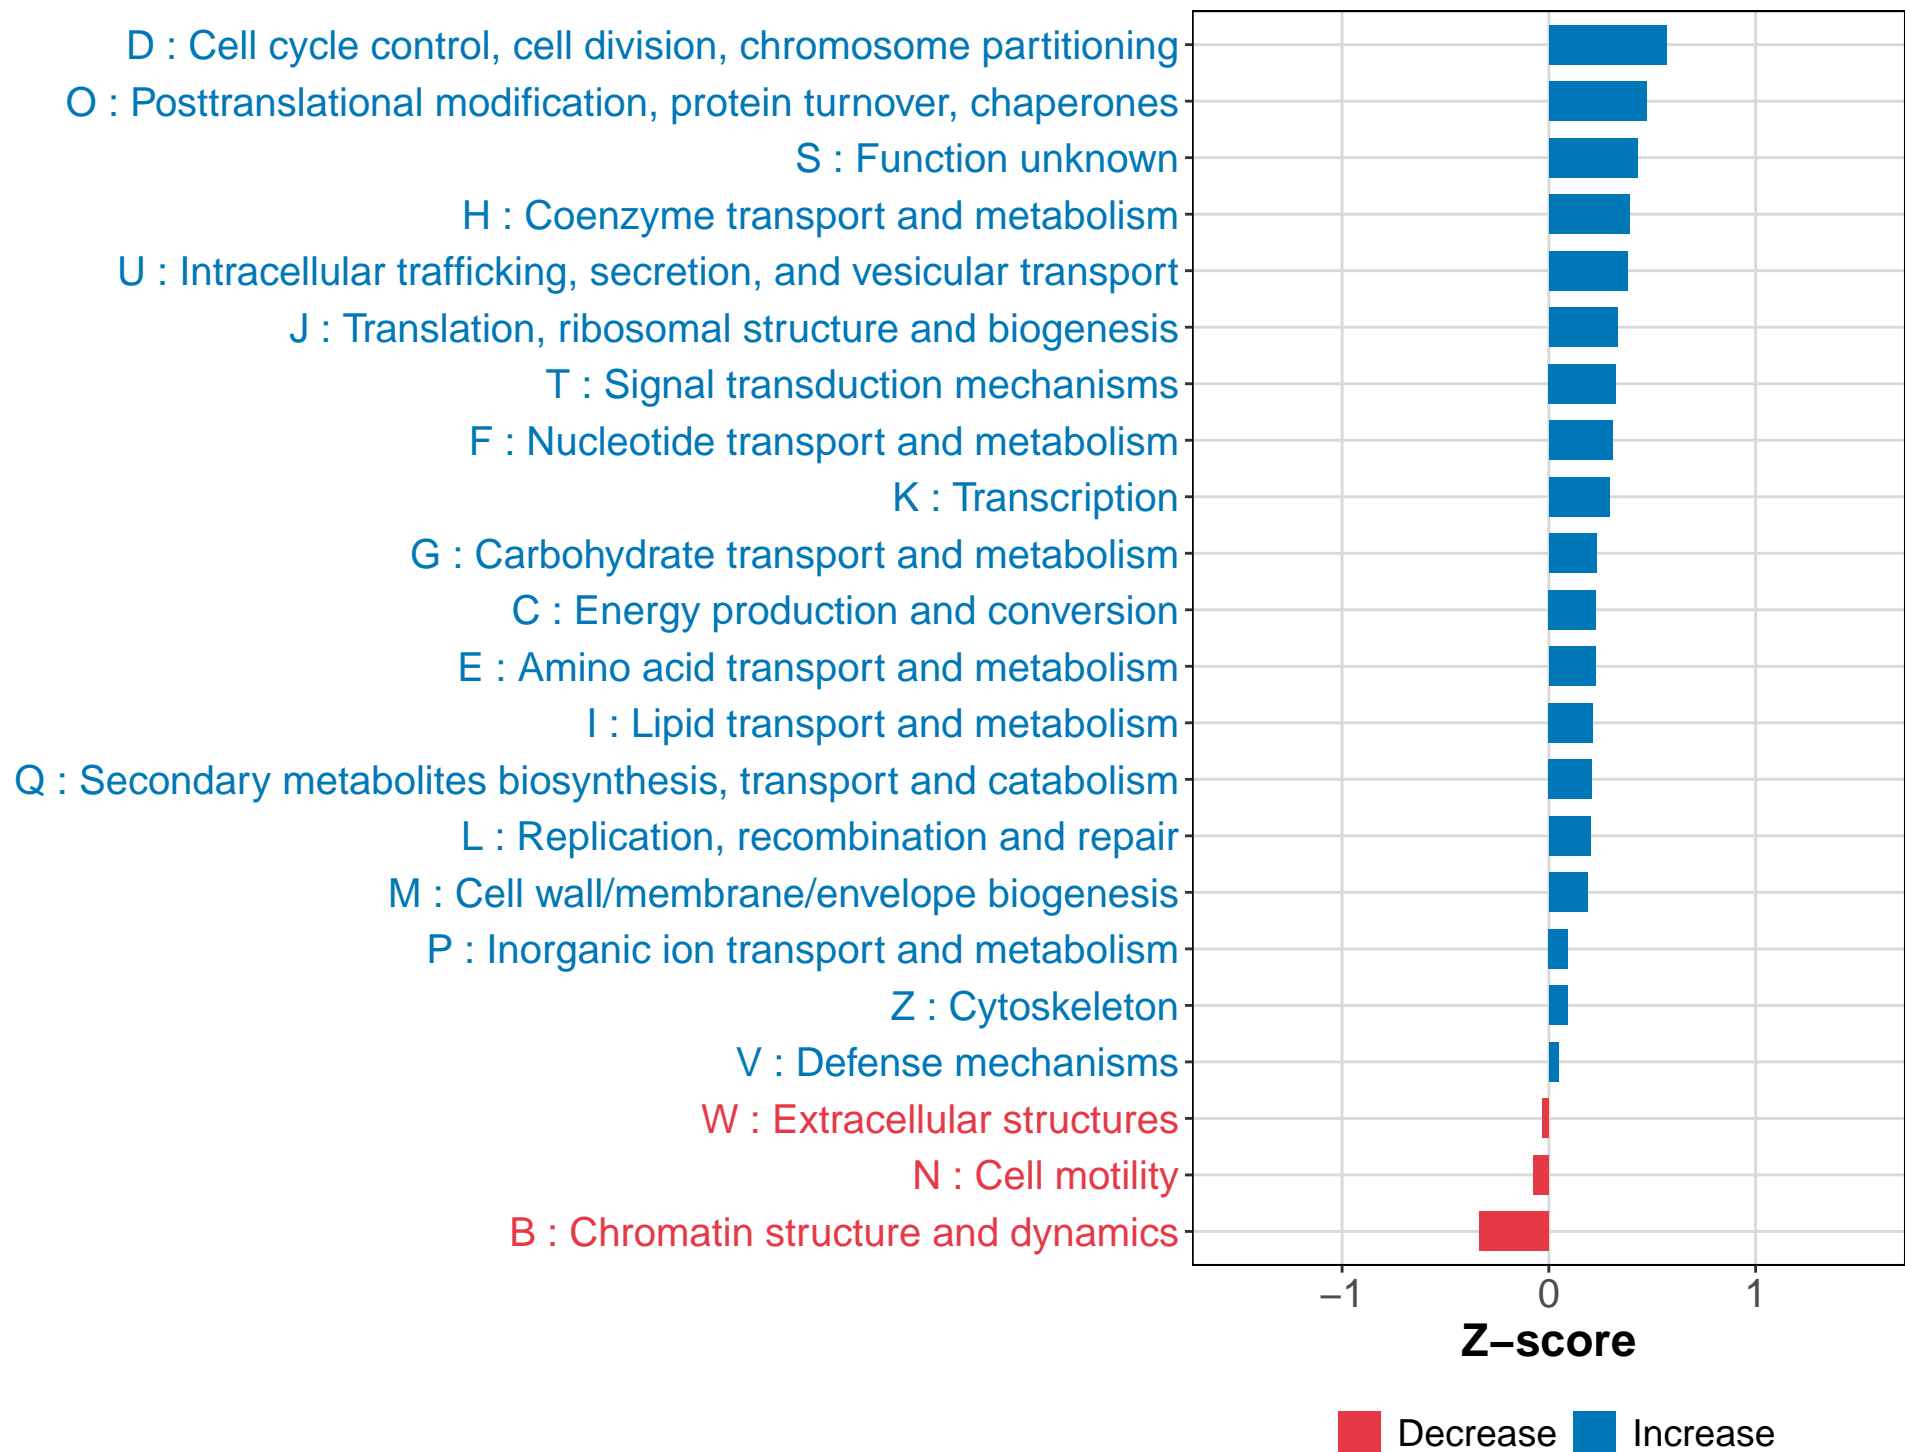 D : Cell cycle control, cell division, chromosome partitioning
O : Posttranslational modification, protein turnover, chaperones
S : Function unknown
H : Coenzyme transport and metabolism
U : Intracellular trafficking, secretion, and vesicular transport
J : Translation, ribosomal structure and biogenesis
T : Signal transduction mechanisms
F : Nucleotide transport and metabolism
K : Transcription
G : Carbohydrate transport and metabolism
C : Energy production and conversion
E : Amino acid transport and metabolism
I : Lipid transport and metabolism
Q : Secondary metabolites biosynthesis, transport and catabolism
L : Replication, recombination and repair
M : Cell wall/membrane/envelope biogenesis
P : Inorganic ion transport and metabolism
Z : Cytoskeleton
V : Defense mechanisms
W : Extracellular structures
N : Cell motility
B : Chromatin structure and dynamics
−1 0 1
Z−score
Decrease Increase